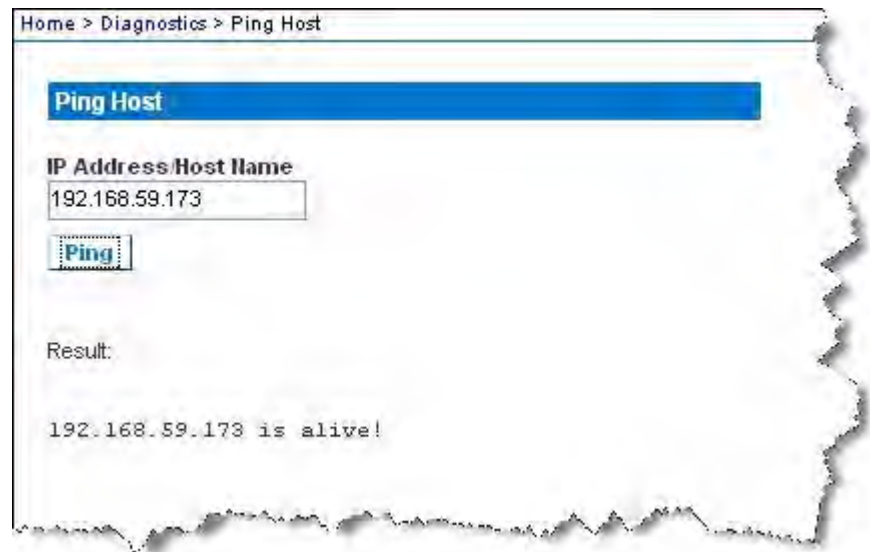 Home > Diagnostics > Ping Host
Ping Host
IP Address/Host Name
192.168.59.173
Ping
Result:
192.168.59.173 is alive!